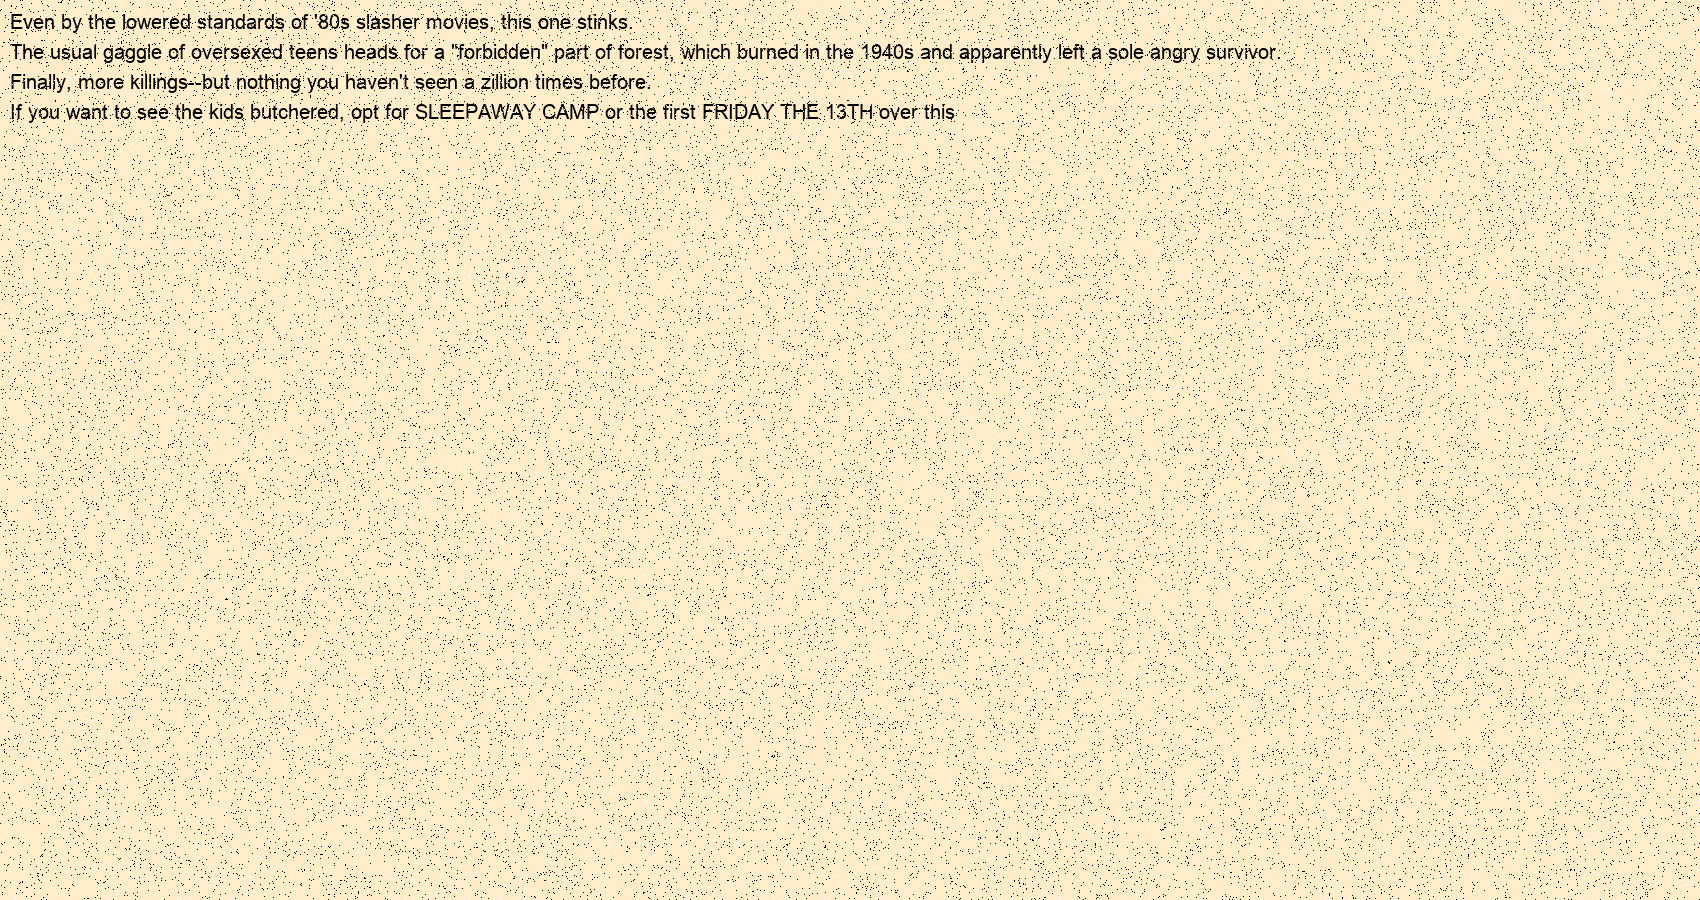 Even by the lowered standards of '80s slasher movies, this one stinks.
The usual gaggle of oversexed teens heads for a "forbidden" part of forest, which burned in the 1940s and apparently left a sole angry survivor.
Finally, more killings--but nothing you haven't seen a zillion times before.
If you want to see the kids butchered, opt for SLEEPAWAY CAMP or the first FRIDAY THE 13TH over this